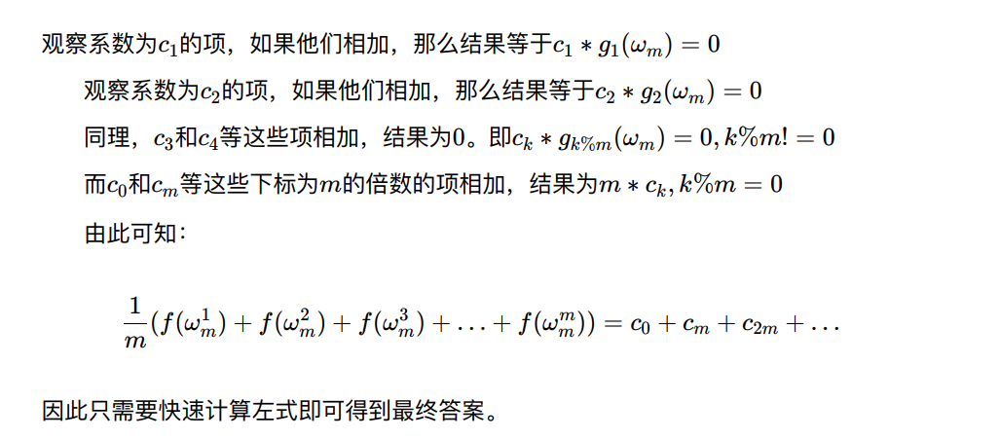 观察系数为$c_1$的项，如果他们相加，那么结果等于$c_1 * g_1(\omega_m) = 0$
观察系数为$c_2$的项，如果他们相加，那么结果等于$c_2 * g_2(\omega_m) = 0$
同理，$c_3$和$c_4$等这些项相加，结果为$0$。即$c_k * g_{k\%m}(\omega_m) = 0, k\%m! = 0$
而$c_0$和$c_m$等这些下标为$m$的倍数的项相加，结果为$m * c_k, k\%m = 0$
由此可知：
$\frac{1}{m}(f(\omega_m^1) + f(\omega_m^2) + f(\omega_m^3) + \ldots + f(\omega_m^m)) = c_0 + c_m + c_{2m} + \ldots$
因此只需要快速计算左式即可得到最终答案。